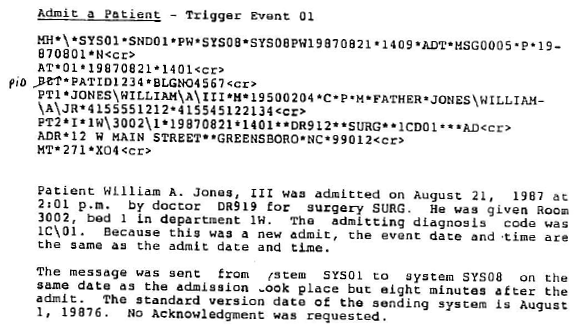 Admit a Patient - Trigger Event 01
MH*\*SYS01*SND01*PW*SYS08*SYS08PW19870821*1409*ADT*MSG0005*P*19-
870801*N<cr>
AT*01*19870821*1401<cr>
PID BET*PATID1234*BLGNO4567<cr>
PT1*JONES\WILLIAM\A\III*M*19500204*C*P*M*FATHER*JONES\WILLIAM-
\A\JR*4155551212*415545122134<cr>
PT2*I*1W\3002\1*19870821*1401**DR912**SURG**1CD01***AD<cr>
ADR*12 W MAIN STREET**GREENSBORO*NC*99012<cr>
MT*271*XO4<cr>
Patient William A. Jones, III was admitted on August 21, 1987 at
2:01 p.m. by doctor DR919 for surgery SURG. He was given Room
3002, bed 1 in department 1W. The admitting diagnosis code was
1C\01. Because this was a new admit, the event date and time are
the same as the admit date and time.
The message was sent from stem SYS01 to system SYS08 on the
same date as the admission ook place but eight minutes after the
admit. The standard version date of the sending system is August
1, 19876. No Acknowledgment was requested.